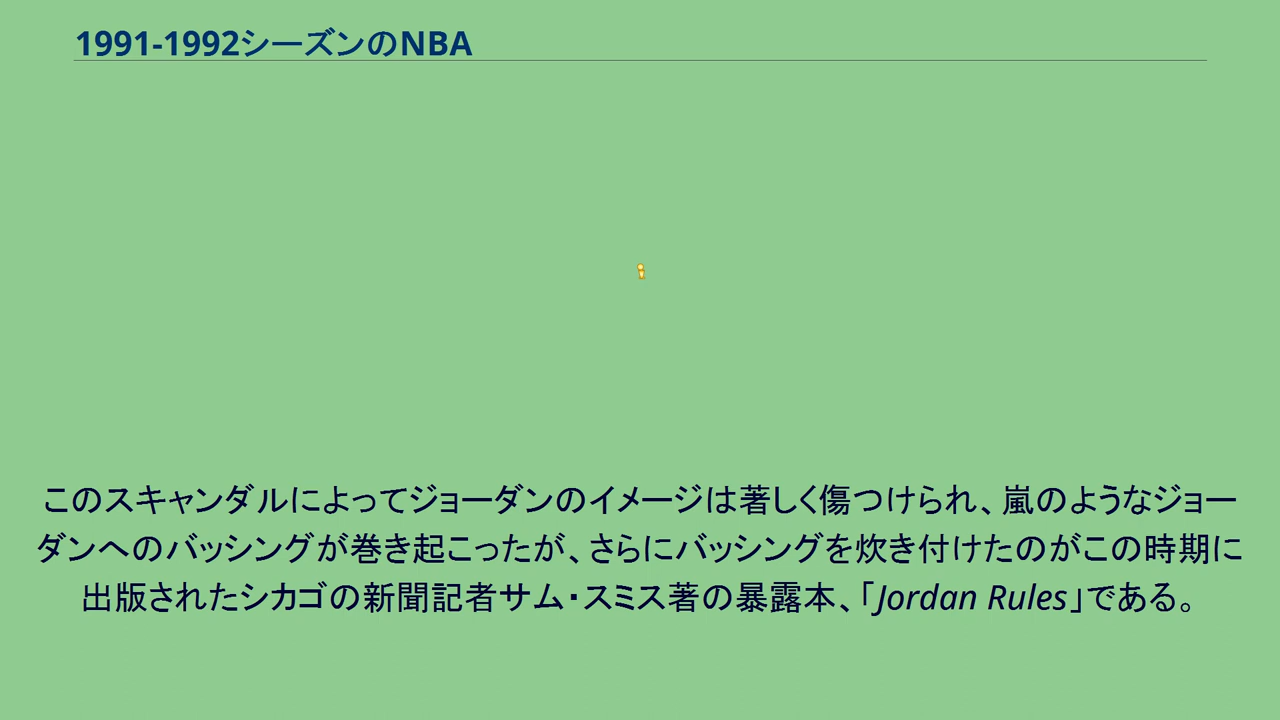 1991-1992シーズンのNBA
このスキャンダルによってジョーダンのイメージは著しく傷つけられ、嵐のようなジョー
ダンへのバッシングが巻き起こったが、さらにバッシングを炊き付けたのがこの時期に
出版されたシカゴの新聞記者サム・スミス著の暴露本、「Jordan Rules」である。